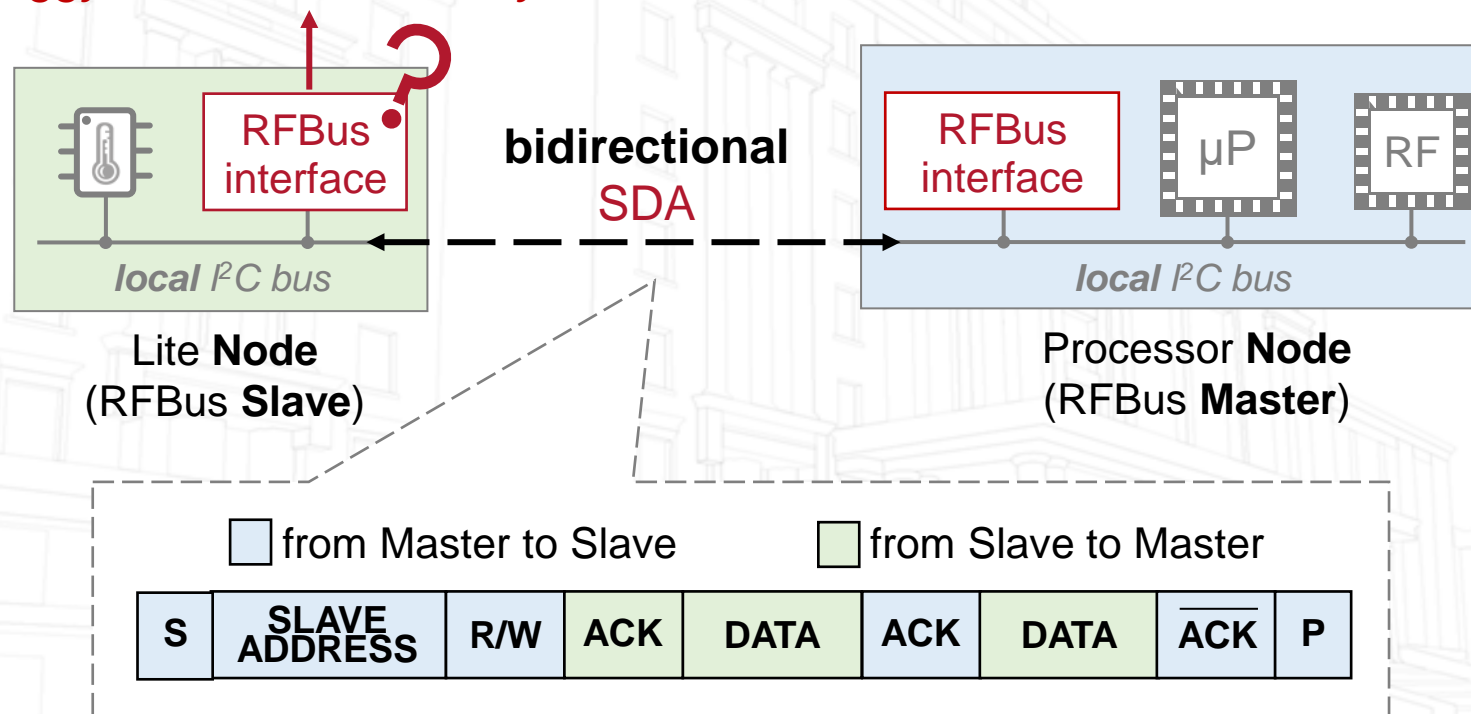 RFBus
interface
local I²C bus
Lite Node
(RFBus Slave)
bidirectional
SDA
RFBus
interface
µP
RF
local I²C bus
Processor Node
(RFBus Master)
from Master to Slave
from Slave to Master
S
SLAVE
ADDRESS
R/W
ACK
DATA
ACK
DATA
A̅C̅K̅
P